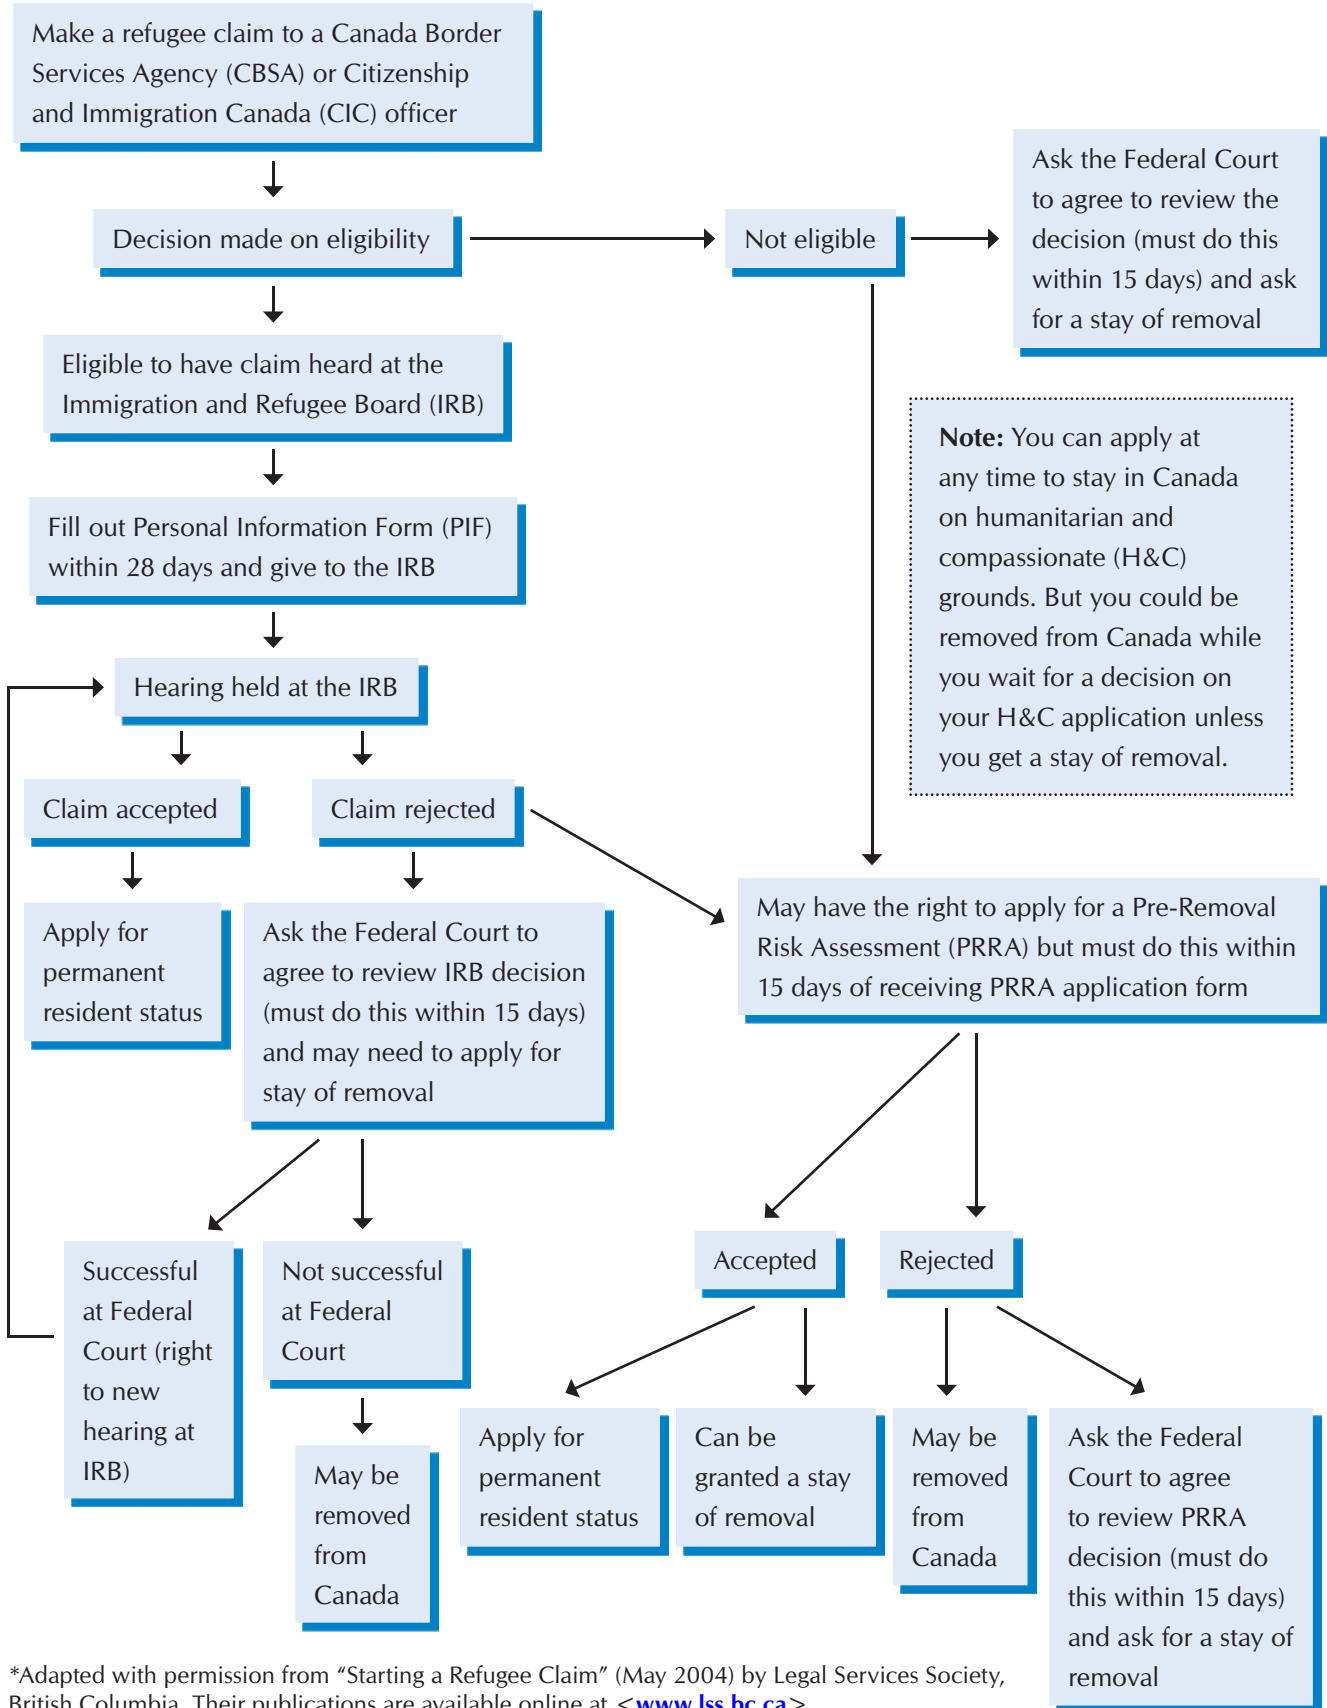 Make a refugee claim to a Canada Border
Services Agency (CBSA) or Citizenship
and Immigration Canada (CIC) officer
Decision made on eligibility
Not eligible
Ask the Federal Court
to agree to review the
decision (must do this
within 15 days) and ask
for a stay of removal
Eligible to have claim heard at the
Immigration and Refugee Board (IRB)
Note: You can apply at
any time to stay in Canada
on humanitarian and
compassionate (H&C)
grounds. But you could be
removed from Canada while
you wait for a decision on
your H&C application unless
you get a stay of removal.
Fill out Personal Information Form (PIF)
within 28 days and give to the IRB
Hearing held at the IRB
Claim accepted
Claim rejected
Apply for
permanent
resident status
Ask the Federal Court to
agree to review IRB decision
(must do this within 15 days)
and may need to apply for
stay of removal
May have the right to apply for a Pre-Removal
Risk Assessment (PRRA) but must do this within
15 days of receiving PRRA application form
Successful
at Federal
Court (right
to new
hearing at
IRB)
Not successful
at Federal
Court
May be
removed
from
Canada
Accepted
Rejected
Apply for
permanent
resident status
Can be
granted a stay
of removal
May be
removed
from
Canada
Ask the Federal
Court to agree
to review PRRA
decision (must do
this within 15 days)
and ask for a stay of
removal
*Adapted with permission from “Starting a Refugee Claim” (May 2004) by Legal Services Society,
British Columbia. Their publications are available online at <www.lss.bc.ca>